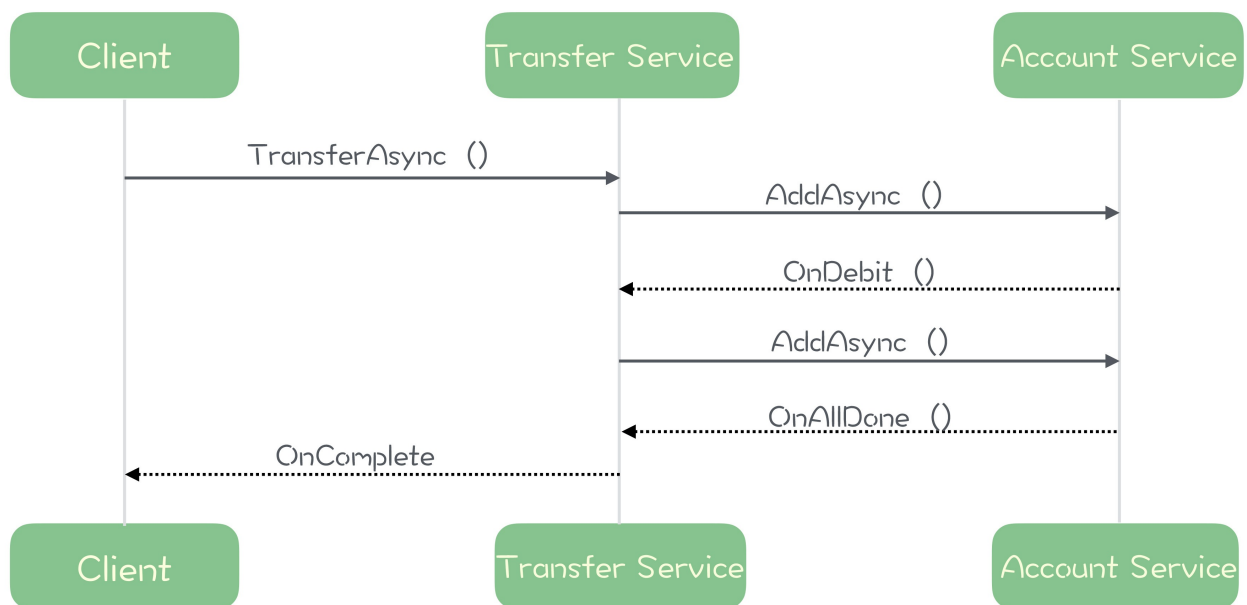 Client
Transfer Service
Account Service
TransferAsync ()
AddAsync ()
OnDebit ()
AddAsync ()
OnAllDone ()
OnComplete
Client
Transfer Service
Account Service